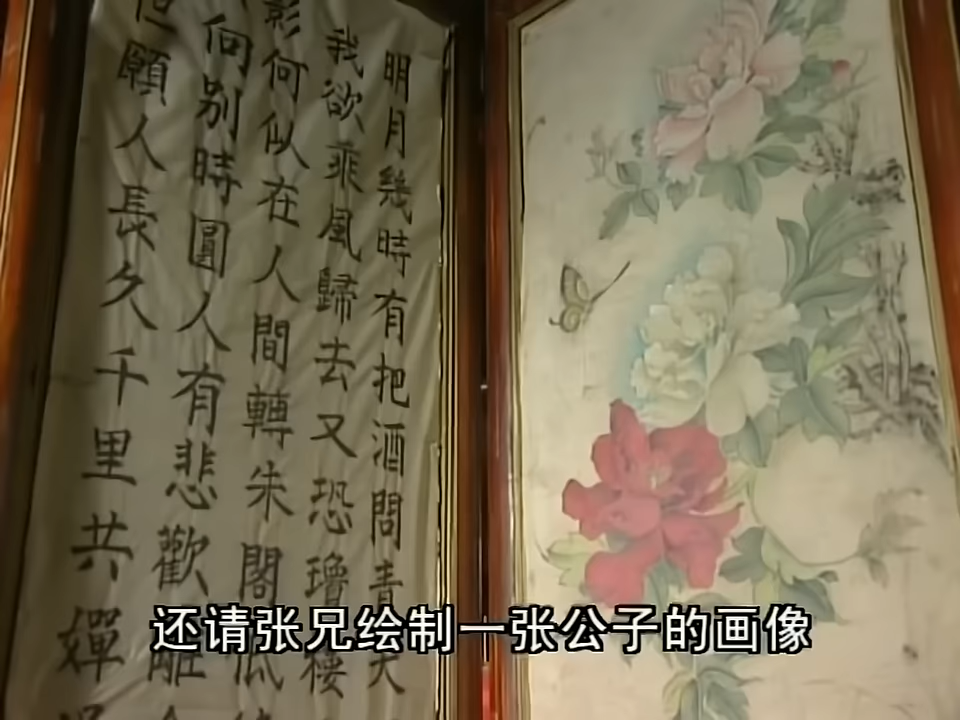 明月幾時有把酒問青天
我欲乘風歸去又恐瓊樓
影何似在人間轉朱閣低
何別時圓人有悲歡離
但願人長久千里共嬋
还请张兄绘制一张公子的画像